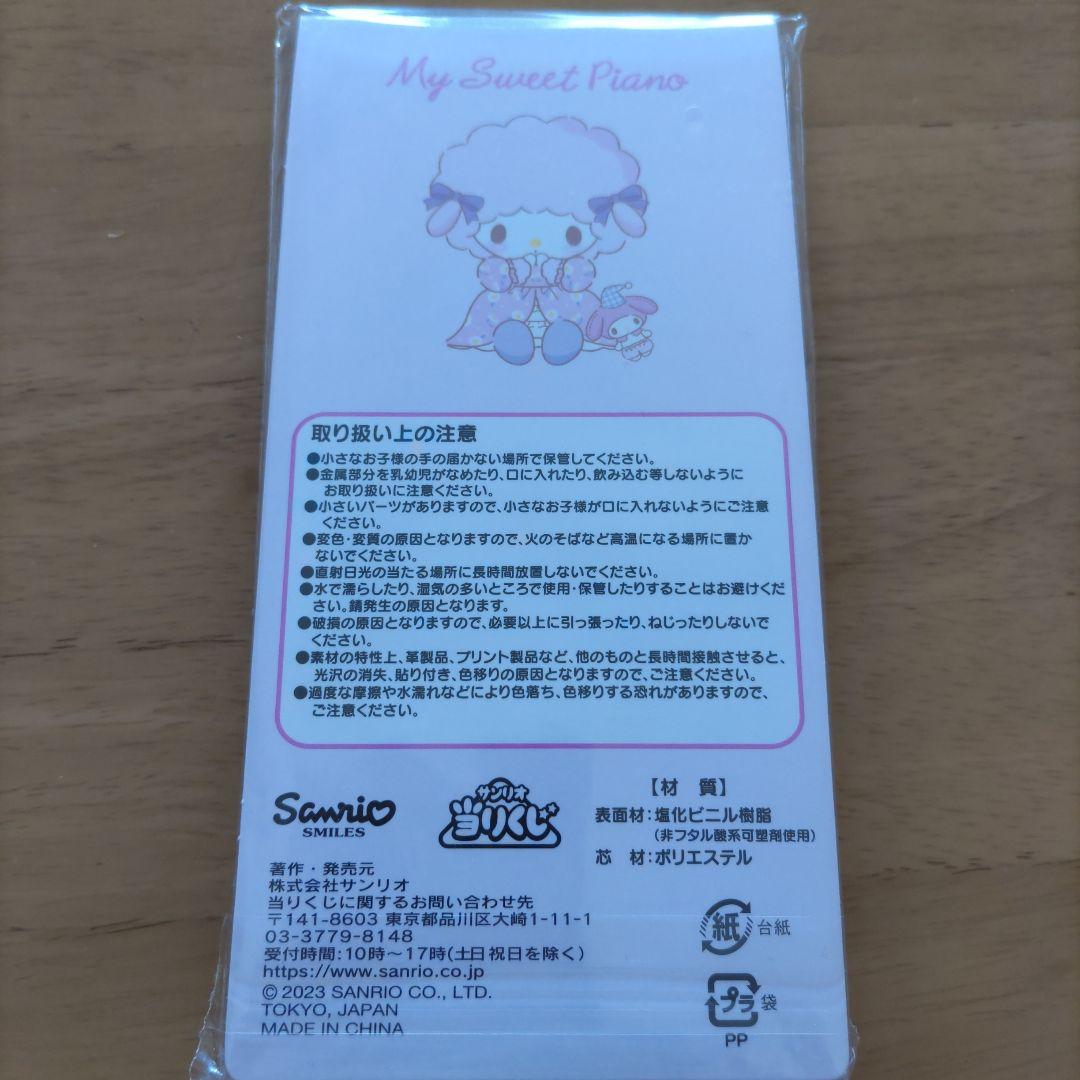 My Sweet Piano
取り扱い上の注意
●小さなお子様の手の届かない場所で保管してください。
●金属部分を乳幼児がなめたり、口に入れたり、飲み込む等しないように
お取り扱いに注意ください。
●小さいパーツがありますので、小さなお子様が口に入れないようにご注意
ください。
●変色・変質の原因となりますので、火のそばなど高温になる場所に置か
ないでください。
●直射日光の当たる場所に長時間放置しないでください。
●水で濡らしたり、湿気の多いところで使用・保管したりすることはお避けくだ
さい。錆発生の原因となります。
●破損の原因となりますので、必要以上に引っ張ったり、ねじったりしないで
ください。
●素材の特性上、革製品、プリント製品など、他のものと長時間接触させると、
光沢の消失、貼り付き、色移りの原因となりますので、ご注意ください。
●過度な摩擦や水濡れなどにより色落ち、色移りする恐れがありますので、
ご注意ください。
Sanrio
SMILES
サンリオ
当りくじ
【材 質】
表面材:塩化ビニル樹脂
(非フタル酸系可塑剤使用)
芯 材:ポリエステル
著作・発売元
株式会社サンリオ
当りくじに関するお問い合わせ先
〒141-8603 東京都品川区大崎1-11-1
03-3779-8148
受付時間:10時〜17時(土日祝日を除く)
https://www.sanrio.co.jp
© 2023 SANRIO CO., LTD.
TOKYO, JAPAN
MADE IN CHINA
紙 台紙
プラ 袋
PP